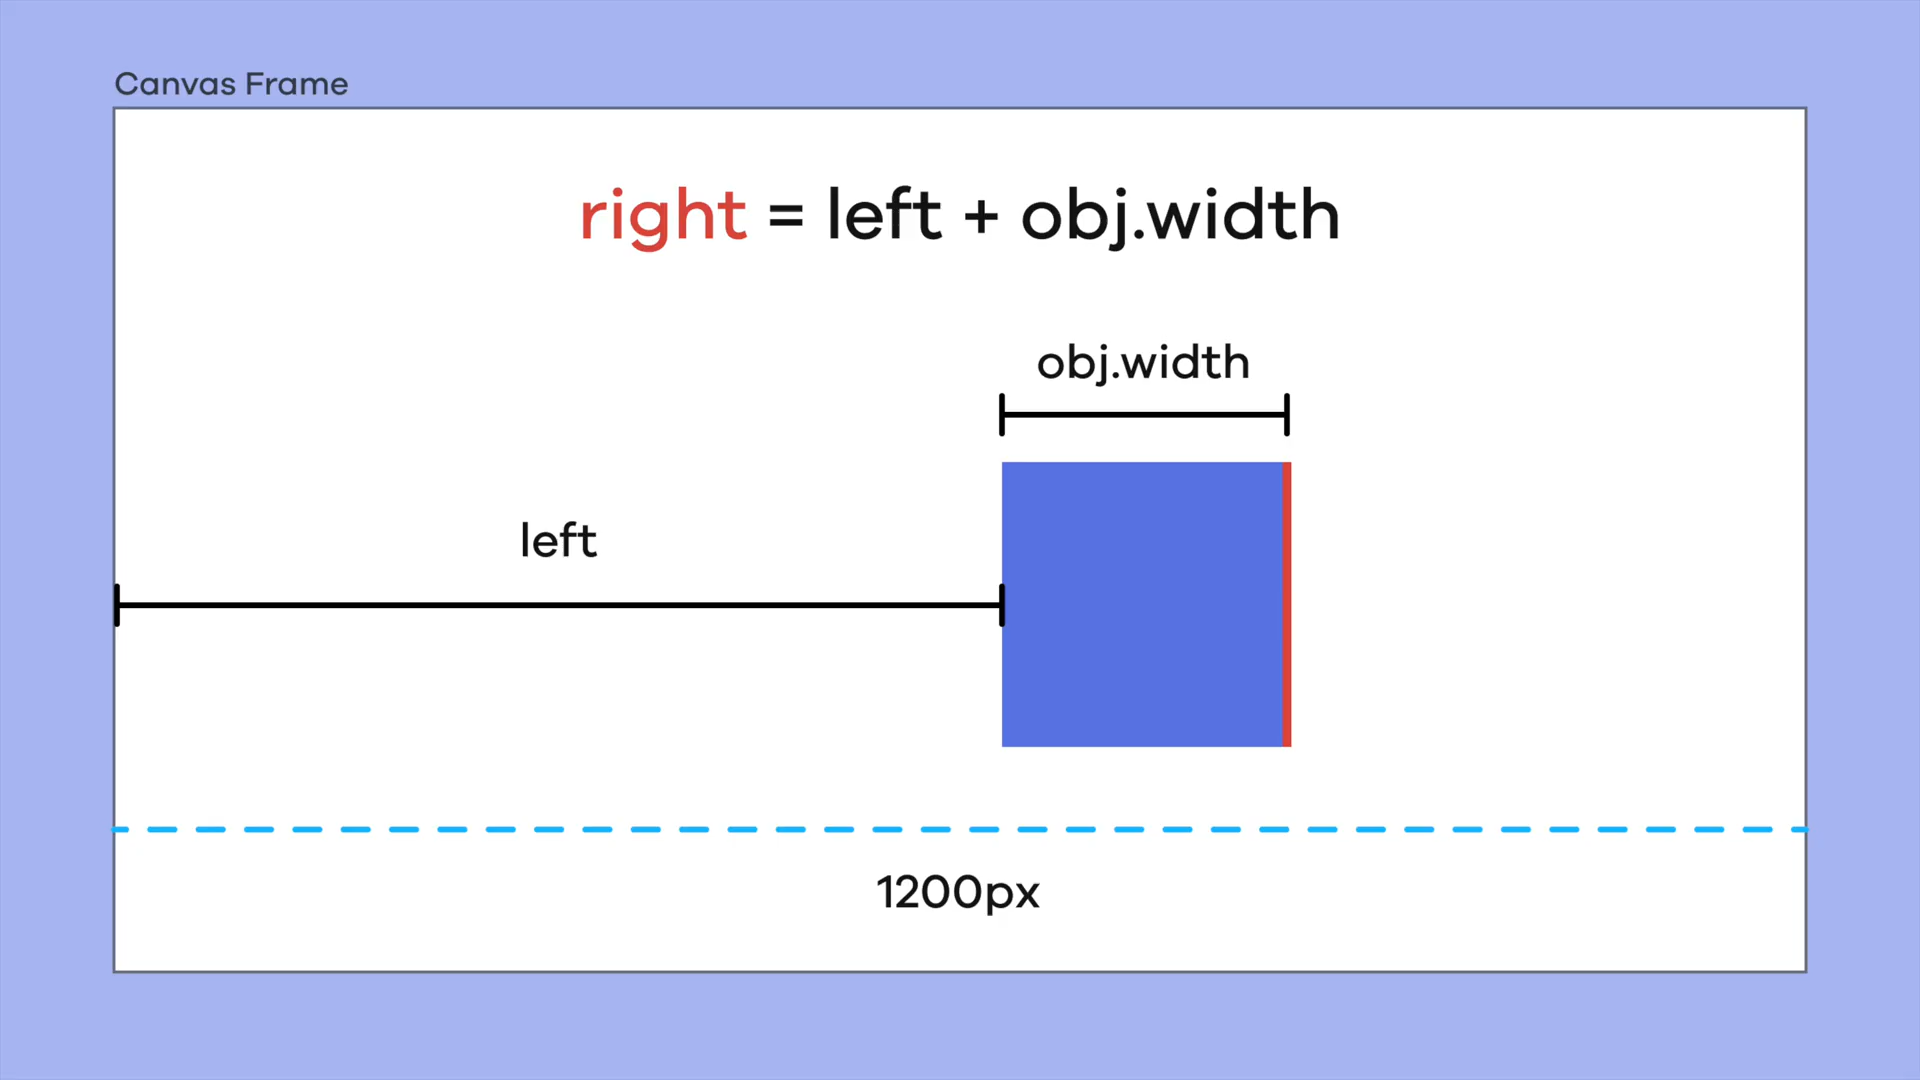 Canvas Frame
right = left + obj.width
obj.width
left
1200px